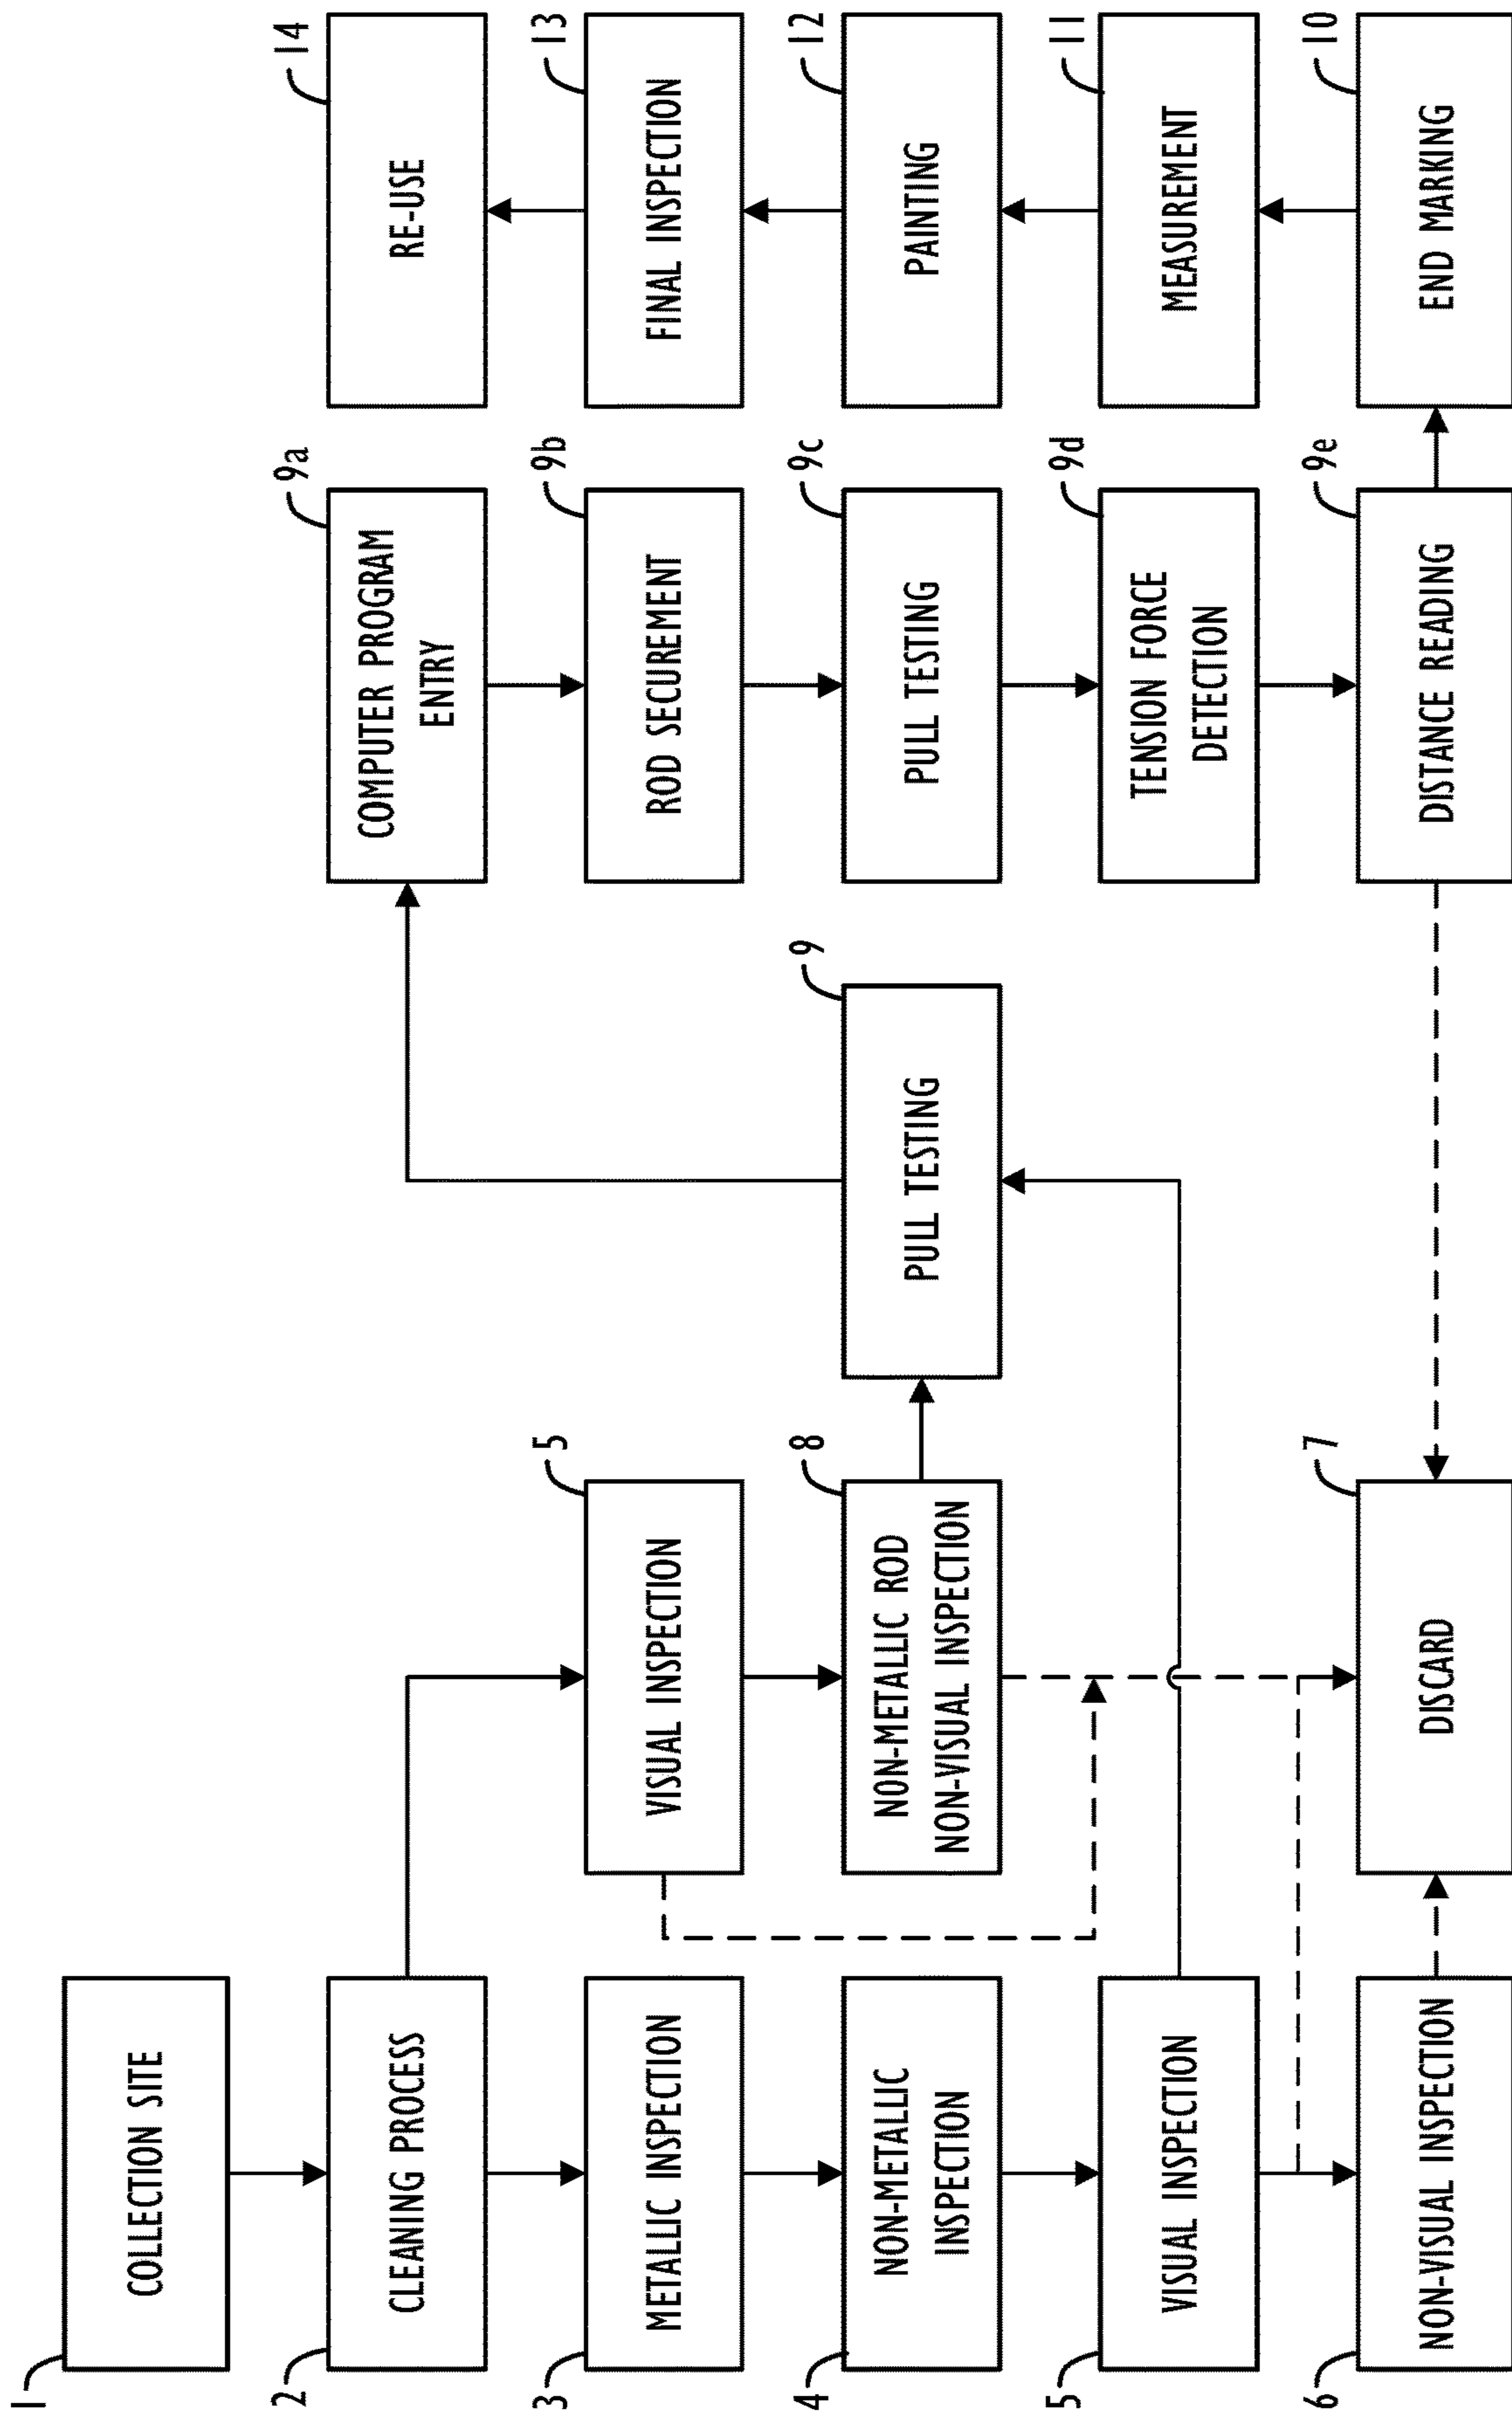 1
COLLECTION SITE
2
CLEANING PROCESS
3
METALLIC INSPECTION
4
NON-METALLIC
INSPECTION
5
VISUAL INSPECTION
6
NON-VISUAL INSPECTION
5
VISUAL INSPECTION
8
NON-METALLIC ROD
NON-VISUAL INSPECTION
7
DISCARD
9
PULL TESTING
9a
COMPUTER PROGRAM
ENTRY
9b
ROD SECUREMENT
9c
PULL TESTING
9d
TENSION FORCE
DETECTION
9e
DISTANCE READING
14
RE-USE
13
FINAL INSPECTION
12
PAINTING
11
MEASUREMENT
10
END MARKING